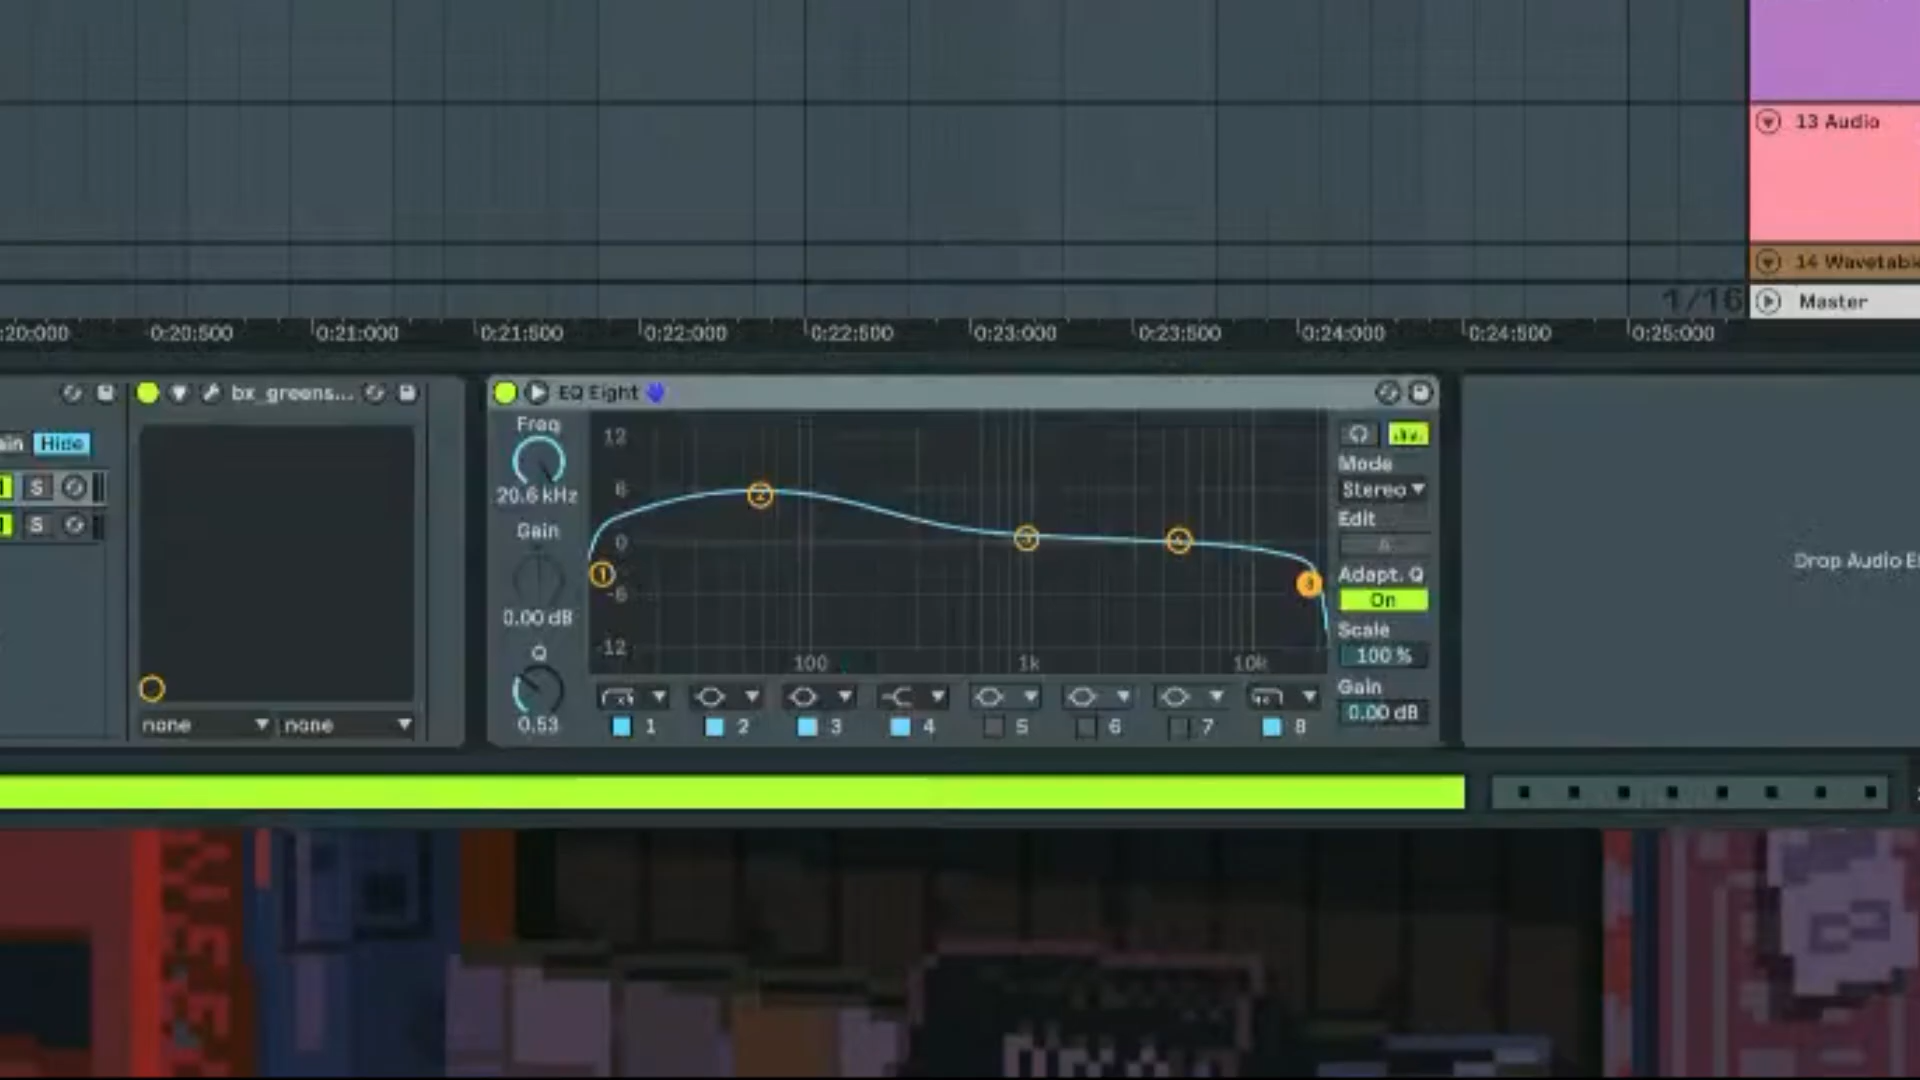 13 Audio
14 Wavetable
1/16
Master
:20:000 0:20:500 0:21:000 0:21:500 0:22:000 0:22:500 0:23:000 0:23:500 0:24:000 0:24:500 0:25:000
bx_greens...
EQ Eight
ain Hide
S
S
none none
Freq
20.6 kHz
Gain
0.00 dB
Q
0.53
12
6
0
-6
-12
100 1k 10k
1
2
1 2 3 4 5 6 7 8
Mode
Stereo
Edit
A
Adapt. Q
On
Scale
100 %
Gain
0.00 dB
Drop Audio E